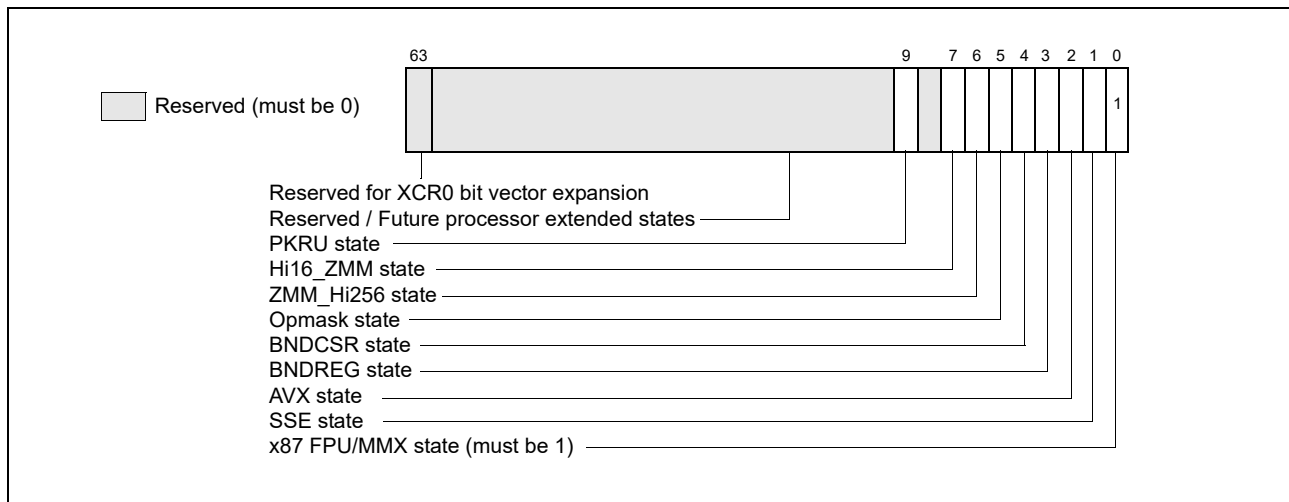 63 9 7 6 5 4 3 2 1 0
Reserved (must be 0)
1
Reserved for XCR0 bit vector expansion
Reserved / Future processor extended states
PKRU state
Hi16_ZMM state
ZMM_Hi256 state
Opmask state
BNDCSR state
BNDREG state
AVX state
SSE state
x87 FPU/MMX state (must be 1)